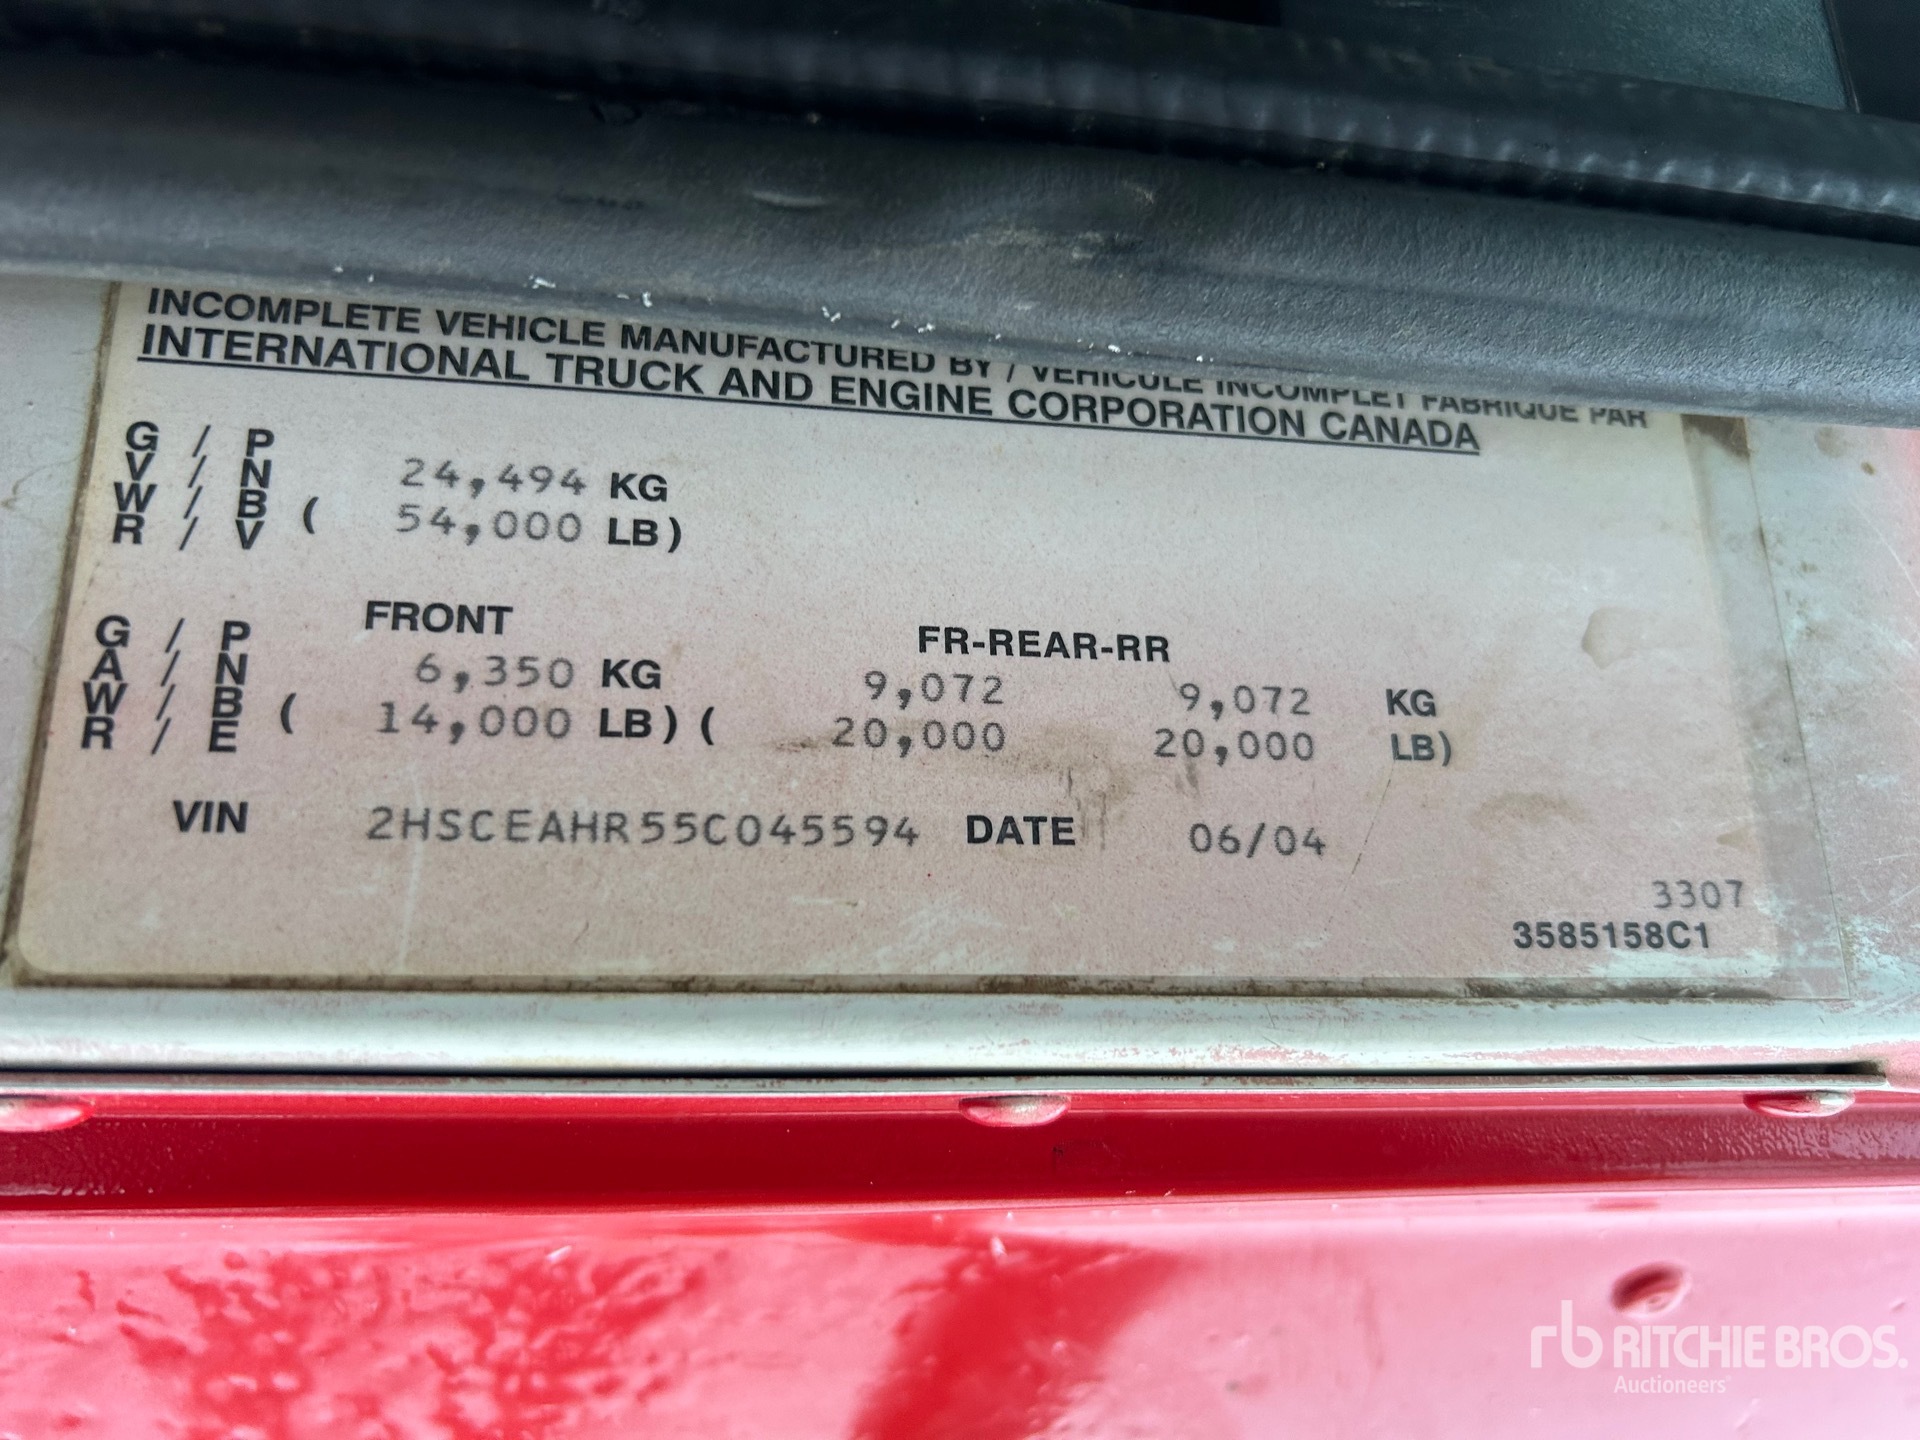 INCOMPLETE VEHICLE MANUFACTURED BY / VEHICULE INCOMPLET FABRIQUE PAR
INTERNATIONAL TRUCK AND ENGINE CORPORATION CANADA
G / P
V / N 24,494 KG
W / B
R / V ( 54,000 LB)
FRONT FR-REAR-RR
G / P
A / N 6,350 KG 9,072 9,072 KG
W / B
R / E ( 14,000 LB) ( 20,000 20,000 LB)
VIN 2HSCEAHR55C045594 DATE 06/04
3307
3585158C1
rb RITCHIE BROS.
Auctioneers